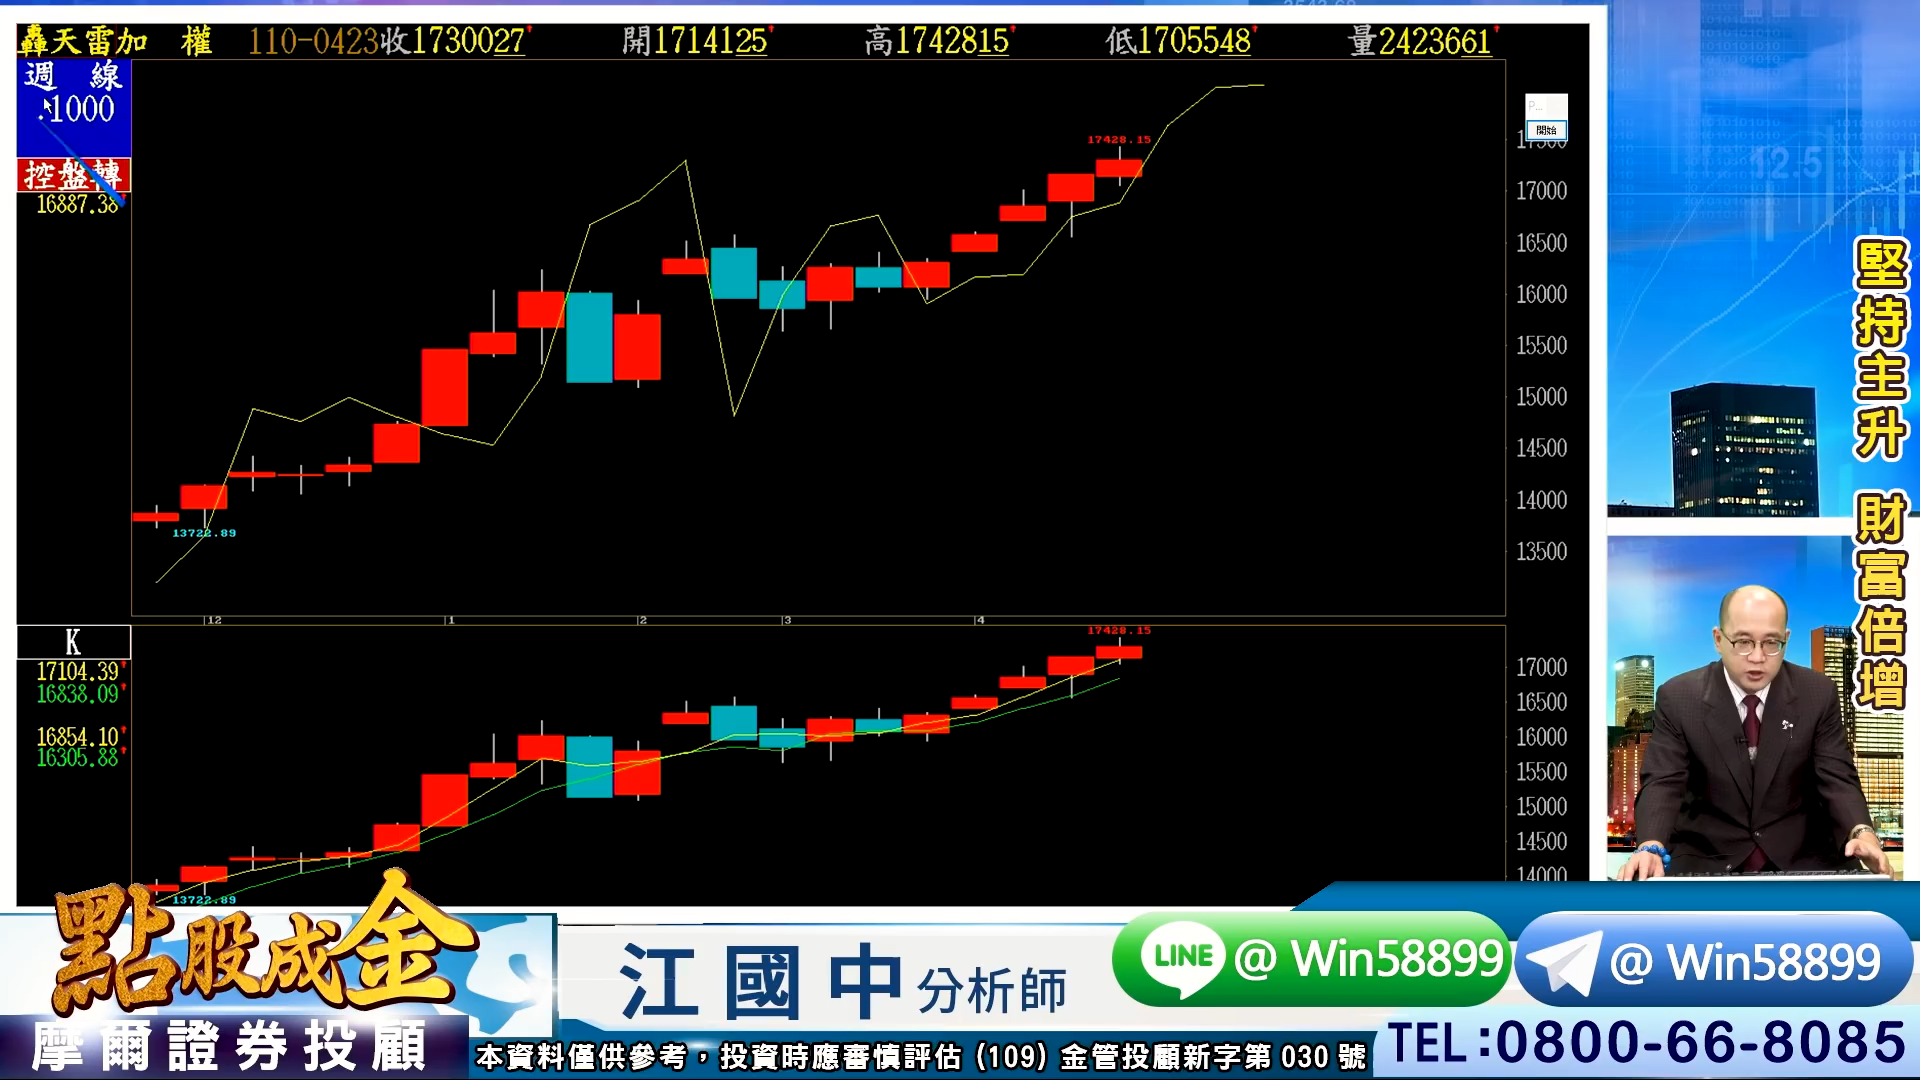 轟天雷加 權 110-0423收1730027 開1714125 高1742815 低1705548 量2423661
週 線
.1000
控盤轉
16887.38
17428.15
P...
開始
17500
17000
16500
16000
15500
15000
14500
14000
13500
13722.89
12 1 2 3 4
K
17104.39
16838.09
16854.10
16305.88
17428.15
17000
16500
16000
15500
15000
14500
14000
13722.89
12.5
堅持主升 財富倍增
點股成金
摩爾證券投顧
江國中 分析師
LINE @ Win58899
@ Win58899
本資料僅供參考，投資時應審慎評估 (109) 金管投顧新字第 030 號
TEL:0800-66-8085